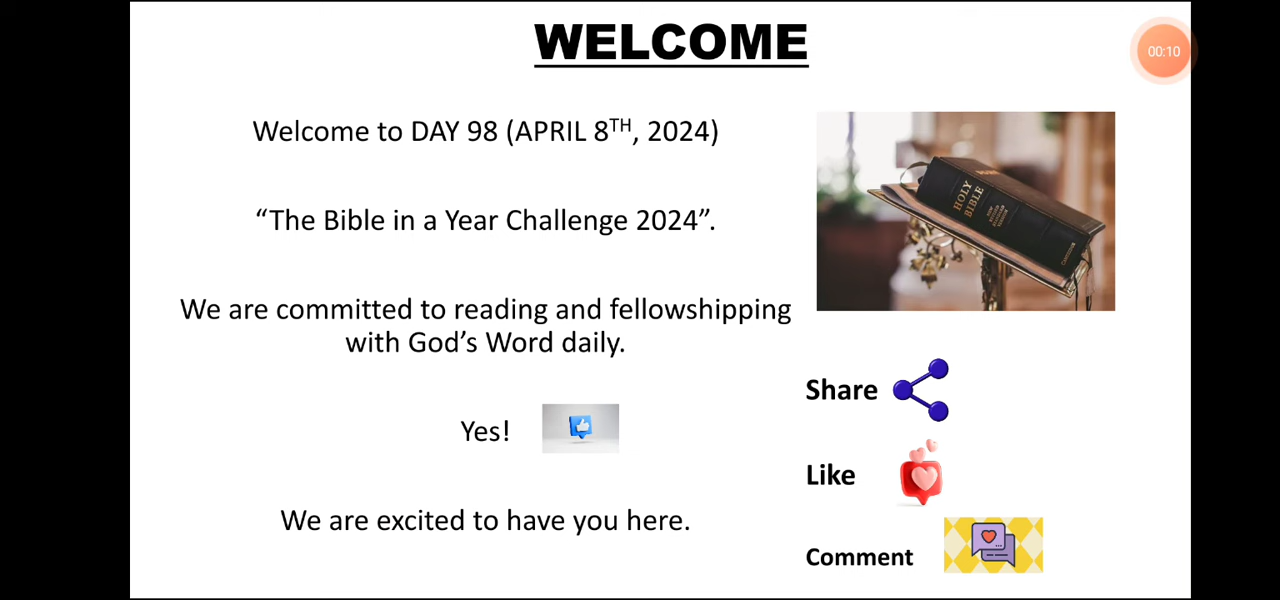 WELCOME
00:10
Welcome to DAY 98 (APRIL 8TH, 2024)
“The Bible in a Year Challenge 2024”.
We are committed to reading and fellowshipping
with God’s Word daily.
Yes!
We are excited to have you here.
HOLY
BIBLE
Share
Like
Comment